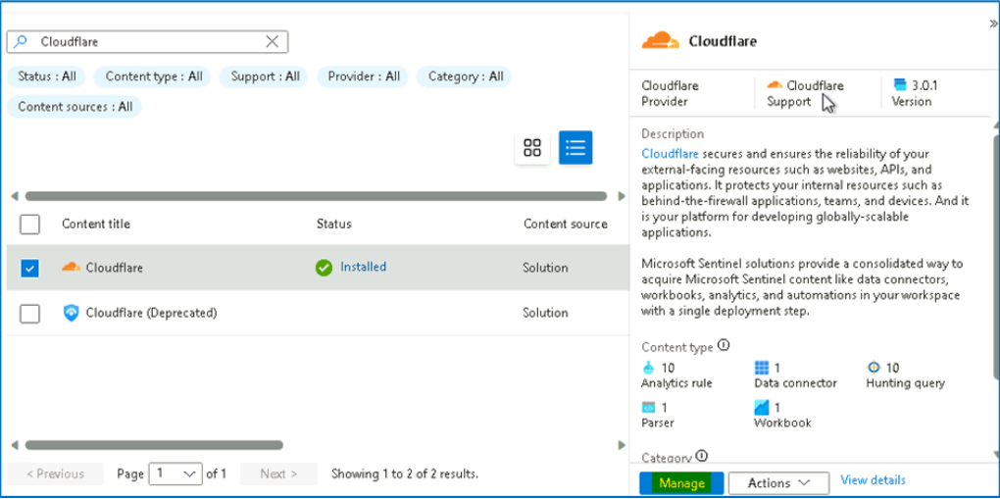 Cloudflare
Status : All
Content type : All
Support : All
Provider : All
Category : All
Content sources : All
Content title
Status
Content source
Cloudflare
Installed
Solution
Cloudflare (Deprecated)
Solution
< Previous
Page
1
of 1
Next >
Showing 1 to 2 of 2 results.
»
Cloudflare
Cloudflare
Provider
Cloudflare
Support
3.0.1
Version
Description
Cloudflare secures and ensures the reliability of your
external-facing resources such as websites, APIs, and
applications. It protects your internal resources such as
behind-the-firewall applications, teams, and devices. And it
is your platform for developing globally-scalable
applications.
Microsoft Sentinel solutions provide a consolidated way to
acquire Microsoft Sentinel content like data connectors,
workbooks, analytics, and automations in your workspace
with a single deployment step.
Content type
10
Analytics rule
1
Data connector
10
Hunting query
1
Parser
1
Workbook
Category
Manage
Actions
View details